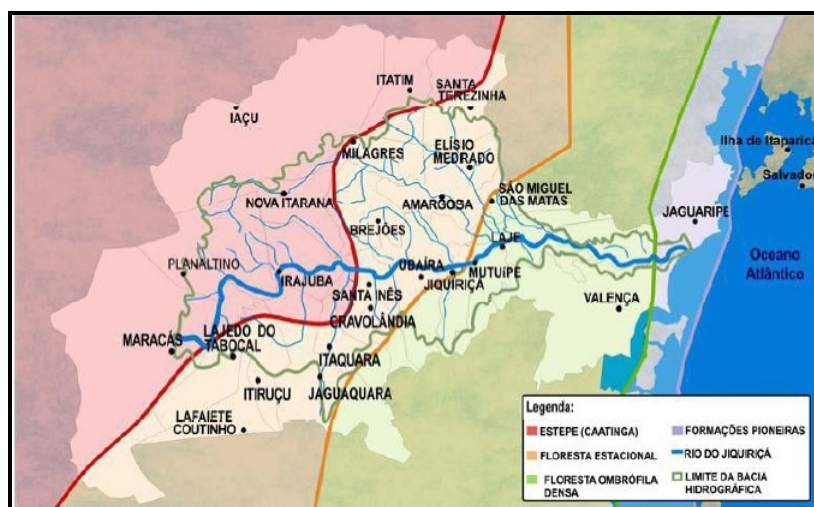 ITATIM
SANTA
TEREZINHA
IAÇU
Ilha de Itaparica
MILAGRES
ELÍSIO
MEDRADO
Salvador
NOVA ITARANA
AMARGOSA
SÃO MIGUEL
DAS MATAS
JAGUARIPE
BREJÕES
LAJE
Oceano
Atlântico
PLANALTINO
IRAJUBA
UBAÍRA
MUTUÍPE
JIQUIRIÇÁ
SANTA INÊS
VALENÇA
CRAVOLÂNDIA
MARACÁS
LAJEDO DO
TABOCAL
ITAQUARA
ITIRUÇU
JAGUAQUARA
LAFAIETE
COUTINHO
Legenda:
ESTEPE (CAATINGA)
FLORESTA ESTACIONAL
FLORESTA OMBRÓFILA
DENSA
FORMAÇÕES PIONEIRAS
RIO DO JIQUIRIÇÁ
LIMITE DA BACIA
HIDROGRÁFICA